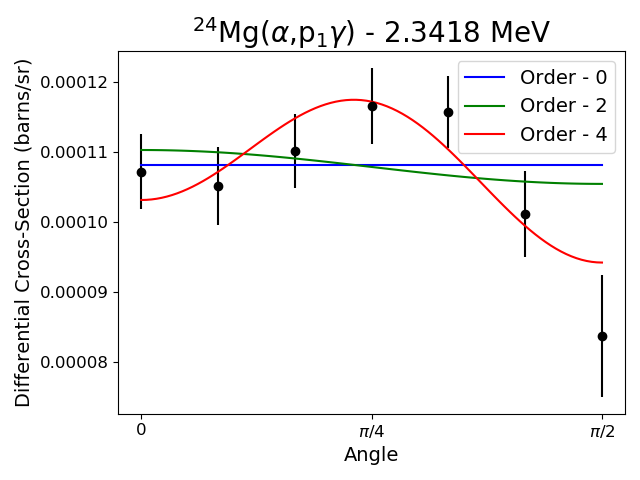 ²⁴Mg(α,p₁γ) - 2.3418 MeV
Differential Cross-Section (barns/sr)
0.00012
0.00011
0.00010
0.00009
0.00008
Order - 0
Order - 2
Order - 4
0
π/4
π/2
Angle